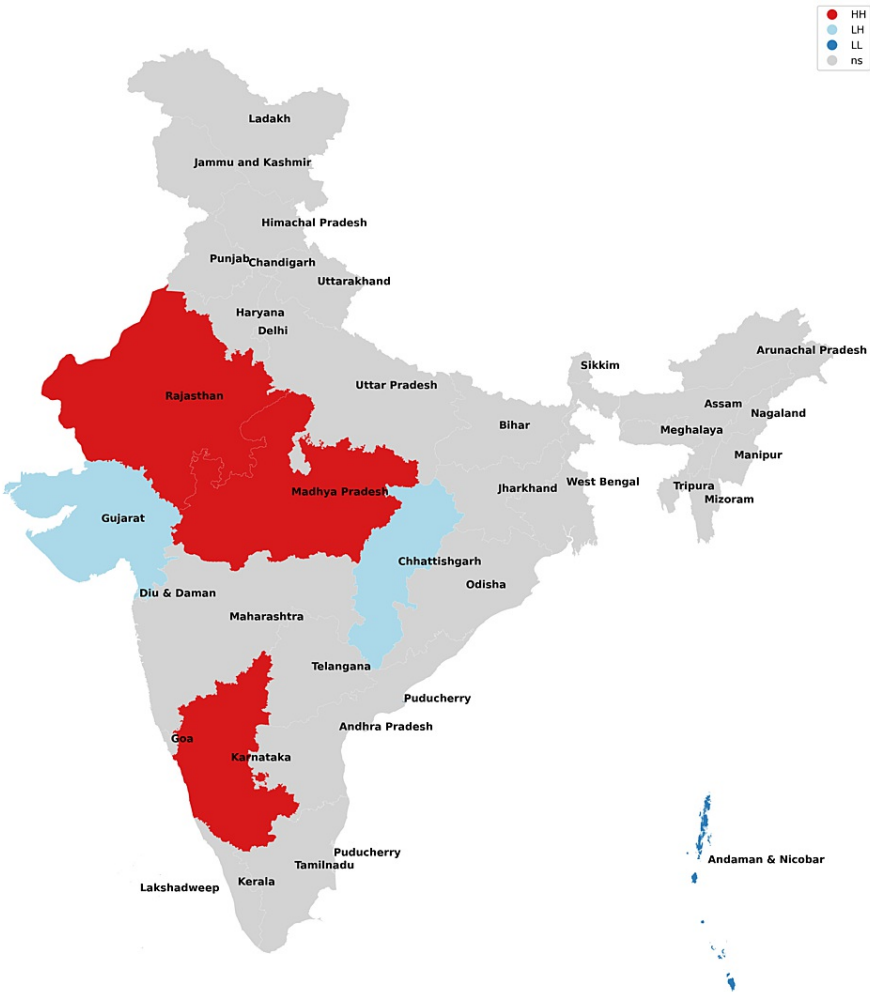 HH
LH
LL
ns
Ladakh
Jammu and Kashmir
Himachal Pradesh
Punjab
Chandigarh
Uttarakhand
Haryana
Delhi
Arunachal Pradesh
Sikkim
Uttar Pradesh
Rajasthan
Assam
Nagaland
Bihar
Meghalaya
Manipur
West Bengal
Tripura
Jharkhand
Madhya Pradesh
Mizoram
Gujarat
Chhattishgarh
Odisha
Diu & Daman
Maharashtra
Telangana
Puducherry
Andhra Pradesh
Goa
Karnataka
Puducherry
Andaman & Nicobar
Tamilnadu
Kerala
Lakshadweep